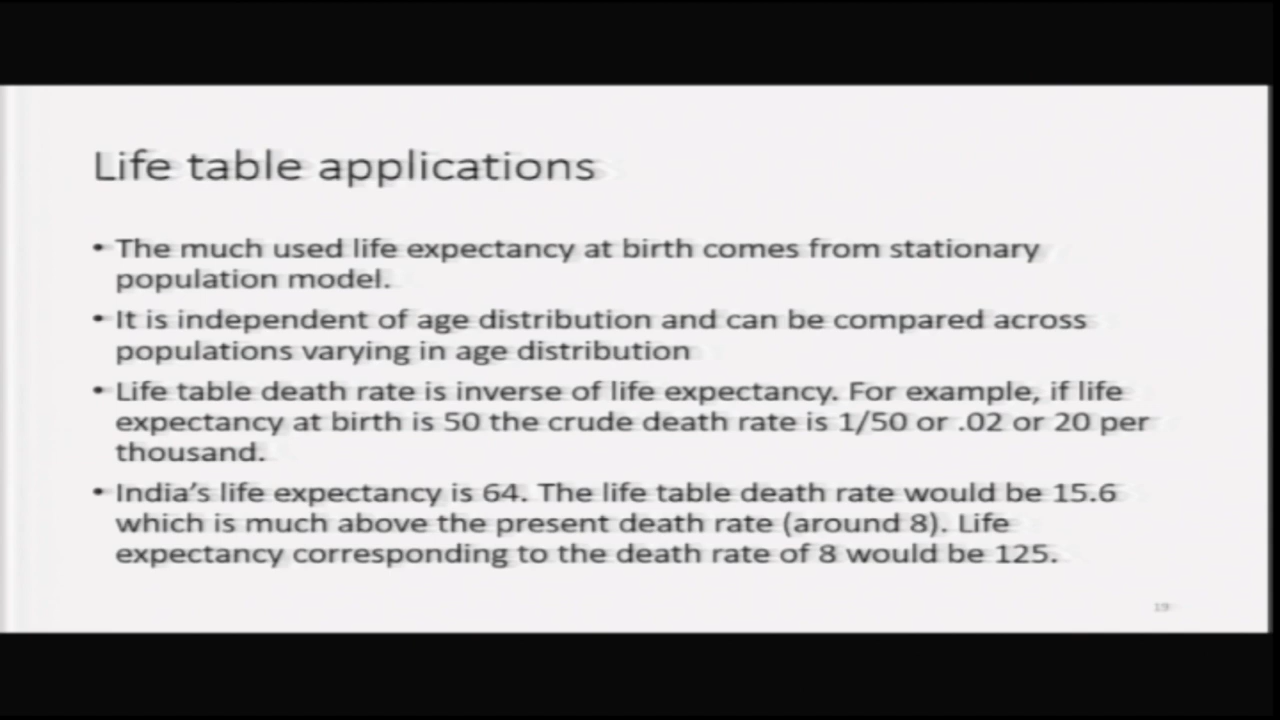 Life table applications
• The much used life expectancy at birth comes from stationary
population model.
• It is independent of age distribution and can be compared across
populations varying in age distribution
• Life table death rate is inverse of life expectancy. For example, if life
expectancy at birth is 50 the crude death rate is 1/50 or .02 or 20 per
thousand.
• India's life expectancy is 64. The life table death rate would be 15.6
which is much above the present death rate (around 8). Life
expectancy corresponding to the death rate of 8 would be 125.
19